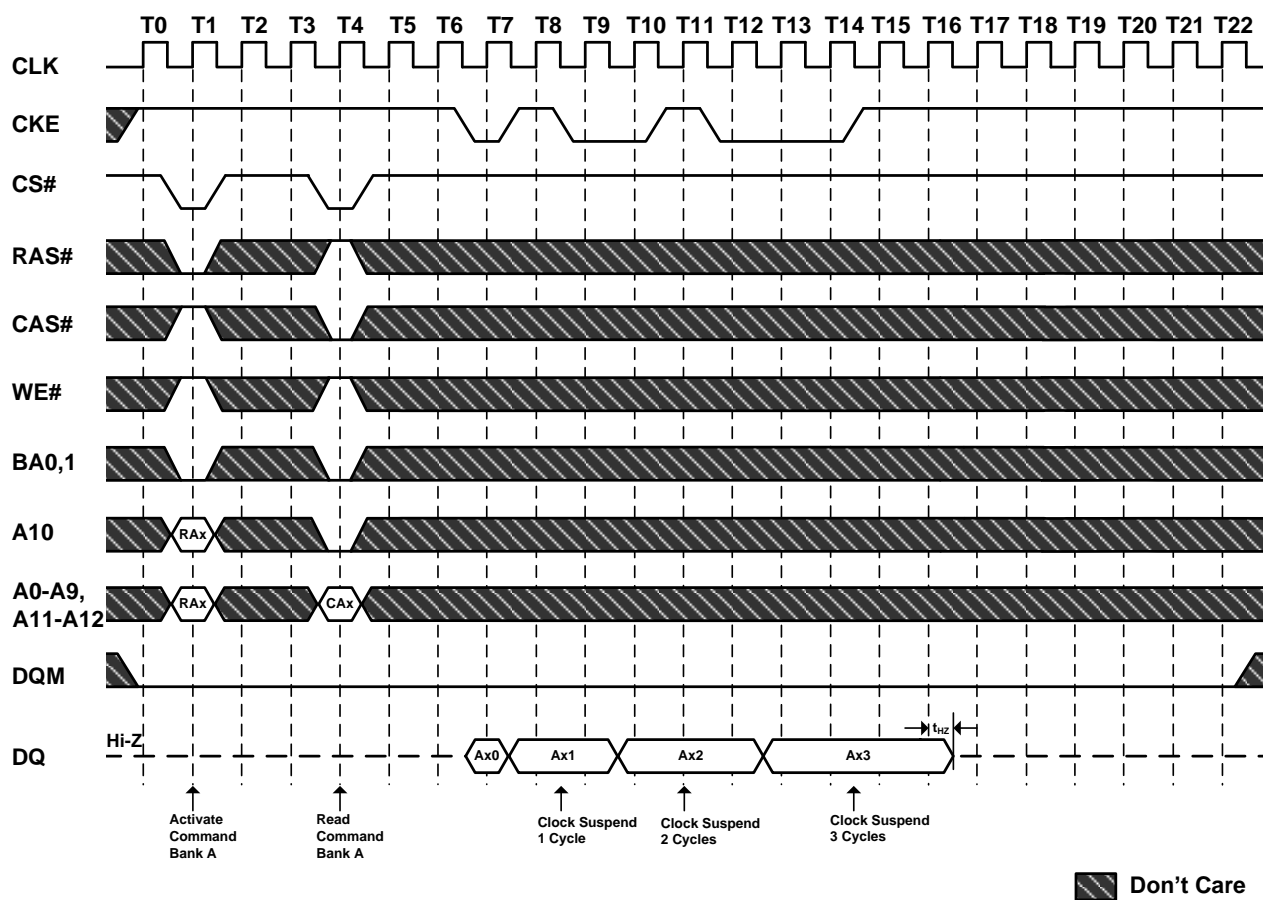 T0 T1 T2 T3 T4 T5 T6 T7 T8 T9 T10 T11 T12 T13 T14 T15 T16 T17 T18 T19 T20 T21 T22
CLK
CKE
CS#
RAS#
CAS#
WE#
BA0,1
A10
RAx
A0-A9,
A11-A12
RAx CAx
DQM
tHZ
Hi-Z
DQ
Ax0 Ax1 Ax2 Ax3
Activate
Command
Bank A
Read
Command
Bank A
Clock Suspend
1 Cycle
Clock Suspend
2 Cycles
Clock Suspend
3 Cycles
Don't Care